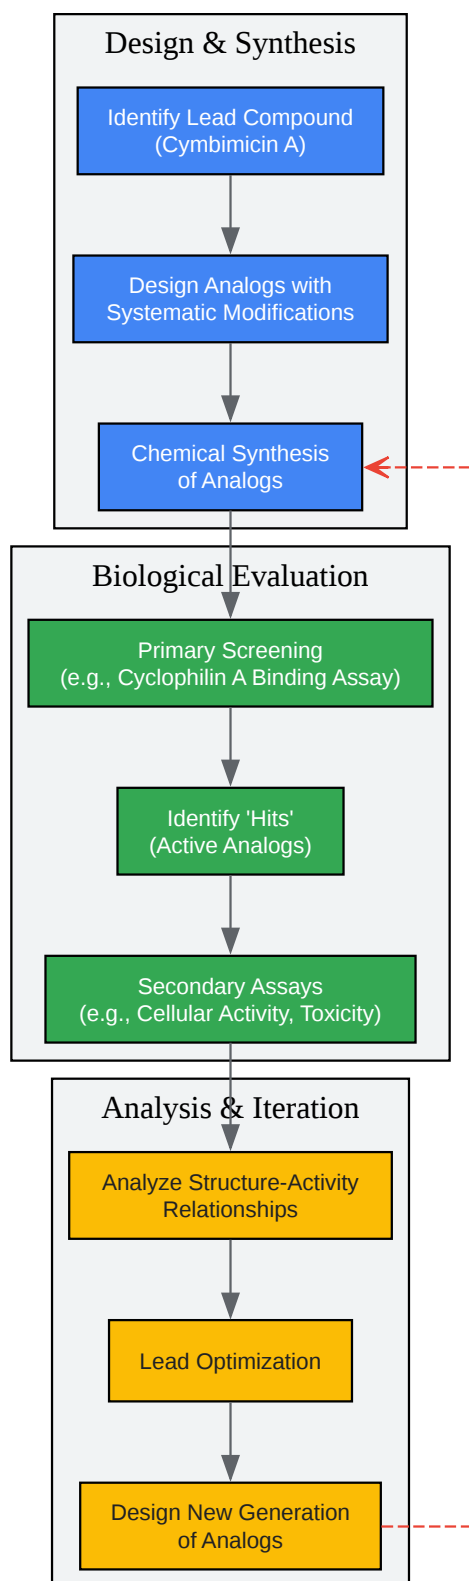 Design & Synthesis
Identify Lead Compound
(Cymbimicin A)
Design Analogs with
Systematic Modifications
Chemical Synthesis
of Analogs
Biological Evaluation
Primary Screening
(e.g., Cyclophilin A Binding Assay)
Identify 'Hits'
(Active Analogs)
Secondary Assays
(e.g., Cellular Activity, Toxicity)
Analysis & Iteration
Analyze Structure-Activity
Relationships
Lead Optimization
Design New Generation
of Analogs